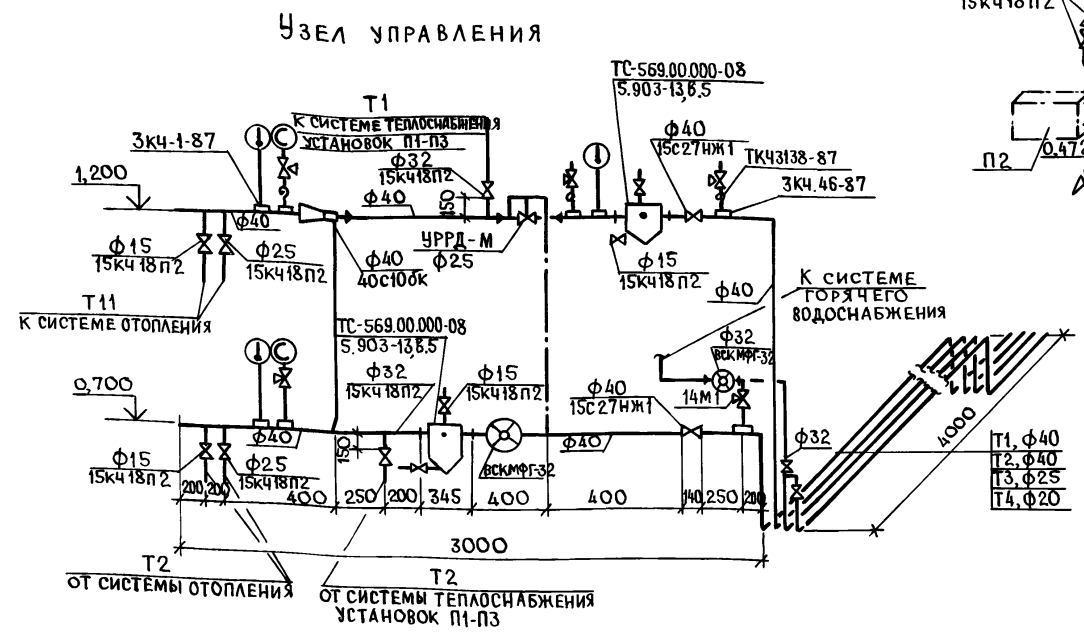 УЗЕЛ УПРАВЛЕНИЯ
15КЧ18П2
ТС-569.00.000-08
5.903-13,В.5
Т1
К СИСТЕМЕ ТЕПЛОСНАБЖЕНИЯ
УСТАНОВОК П1-П3
3КЧ-1-87
ф32
15КЧ18П2
ф40
15С27НЖ1
ТКЧ3138-87
3КЧ.46-87
П2
0,472
1,200
ф40
ф40
150
ф15
15КЧ18П2
ф25
15КЧ18П2
УРРД-М
ф25
ф40
40С10бк
ф15
15КЧ18П2
ф40
К СИСТЕМЕ
ГОРЯЧЕГО
ВОДОСНАБЖЕНИЯ
Т11
К СИСТЕМЕ ОТОПЛЕНИЯ
ТС-569.00.000-08
5.903-13,В.5
ф32
ВСКМФГ-32
0,700
ф32
15КЧ18П2
ф15
15КЧ18П2
ф40
15С27НЖ1
14М1
ф40
150
ф40
ф32
4000
ф15
15КЧ18П2
ф25
15КЧ18П2
ВСКМФГ-32
Т1, ф40
Т2, ф40
Т3, ф25
Т4, ф20
200 200 400 250 200 345 400 400 140 250 200
3000
Т2
ОТ СИСТЕМЫ ОТОПЛЕНИЯ
Т2
ОТ СИСТЕМЫ ТЕПЛОСНАБЖЕНИЯ
УСТАНОВОК П1-П3